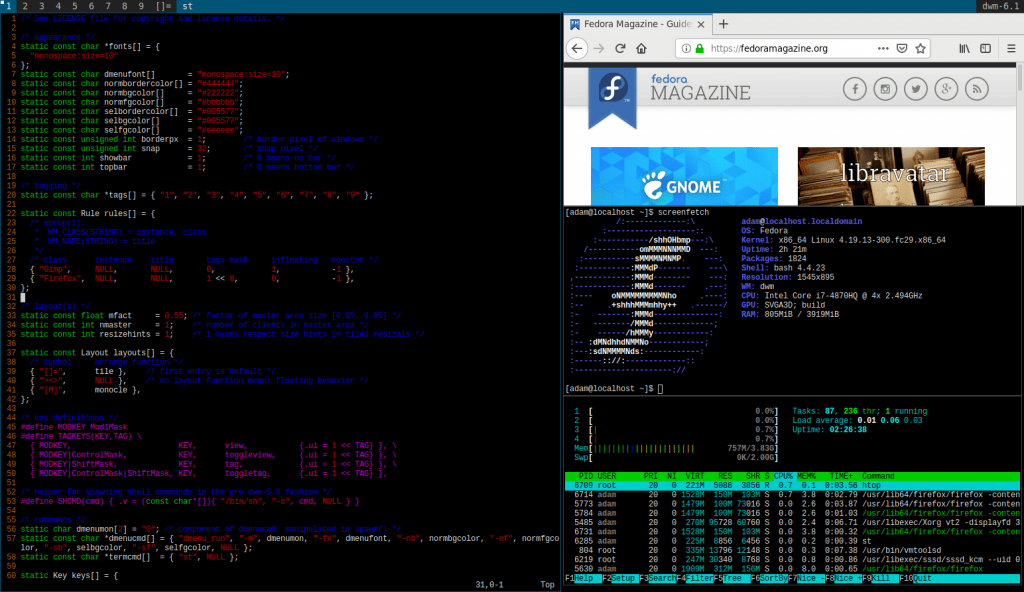 1 2 3 4 5 6 7 8 9 []= st dwm-6.1
1 /* See LICENSE file for copyright and license details. */
2
3 /* appearance */
4 static const char *fonts[] = {
5 "monospace:size=10"
6 };
7 static const char dmenufont[] = "monospace:size=10";
8 static const char normbordercolor[] = "#444444";
9 static const char normbgcolor[] = "#222222";
10 static const char normfgcolor[] = "#bbbbbb";
11 static const char selbordercolor[] = "#005577";
12 static const char selbgcolor[] = "#005577";
13 static const char selfgcolor[] = "#eeeeee";
14 static const unsigned int borderpx = 1; /* border pixel of windows */
15 static const unsigned int snap = 32; /* snap pixel */
16 static const int showbar = 1; /* 0 means no bar */
17 static const int topbar = 1; /* 0 means bottom bar */
18
19 /* tagging */
20 static const char *tags[] = { "1", "2", "3", "4", "5", "6", "7", "8", "9" };
21
22 static const Rule rules[] = {
23 /* xprop(1):
24 * WM_CLASS(STRING) = instance, class
25 * WM_NAME(STRING) = title
26 */
27 /* class instance title tags mask isfloating monitor */
28 { "Gimp", NULL, NULL, 0, 1, -1 },
29 { "Firefox", NULL, NULL, 1 << 8, 0, -1 },
30 };
31
32 /* layout(s) */
33 static const float mfact = 0.55; /* factor of master area size [0.05..0.95] */
34 static const int nmaster = 1; /* number of clients in master area */
35 static const int resizehints = 1; /* 1 means respect size hints in tiled resizals */
36
37 static const Layout layouts[] = {
38 /* symbol arrange function */
39 { "[]=", tile }, /* first entry is default */
40 { "><>", NULL }, /* no layout function means floating behavior */
41 { "[M]", monocle },
42 };
43
44 /* key definitions */
45 #define MODKEY Mod1Mask
46 #define TAGKEYS(KEY,TAG) \
47 { MODKEY, KEY, view, {.ui = 1 << TAG} }, \
48 { MODKEY|ControlMask, KEY, toggleview, {.ui = 1 << TAG} }, \
49 { MODKEY|ShiftMask, KEY, tag, {.ui = 1 << TAG} }, \
50 { MODKEY|ControlMask|ShiftMask, KEY, toggletag, {.ui = 1 << TAG} },
51
52 /* helper for spawning shell commands in the pre dwm-5.0 fashion */
53 #define SHCMD(cmd) { .v = (const char*[]){ "/bin/sh", "-c", cmd, NULL } }
54
55 /* commands */
56 static char dmenumon[2] = "0"; /* component of dmenucmd, manipulated in spawn() */
57 static const char *dmenucmd[] = { "dmenu_run", "-m", dmenumon, "-fn", dmenufont, "-nb", normbgcolor, "-nf", normfgco
lor, "-sb", selbgcolor, "-sf", selfgcolor, NULL };
58 static const char *termcmd[] = { "st", NULL };
59
60 static Key keys[] = {
31,0-1 Top
Fedora Magazine - Guide
https://fedoramagazine.org
fedora
MAGAZINE
GNOME
libravatar
[adam@localhost ~]$ screenfetch
/:-------------:\
:-------------------::
:-----------/shhOHbmp---:\
/-----------omMMMNNNMMD ---:
:-----------sMMMMNMNMP. ---:
:-----------:MMMdP------- ---\
,------------:MMMd-------- ---:
:------------:MMMd------- .---:
:---- oNMMMMMMMMMNho .----:
:-- .+shhhMMMmhhy++ .------/
:- -------:MMMd--------------:
:- --------/MMMd-------------;
:- ------/hMMMy------------:
:-- :dMNdhhdNMMNo------------;
:---:sdNMMMMNds:------------:
:------:://:-------------::
:---------------------://
adam@localhost.localdomain
OS: Fedora
Kernel: x86_64 Linux 4.19.13-300.fc29.x86_64
Uptime: 2h 21m
Packages: 1824
Shell: bash 4.4.23
Resolution: 1545x895
WM: dwm
CPU: Intel Core i7-4870HQ @ 4x 2.494GHz
GPU: SVGA3D; build
RAM: 805MiB / 3919MiB
[adam@localhost ~]$
1 [ 0.0%] Tasks: 87, 236 thr; 1 running
2 [ 0.0%] Load average: 0.01 0.06 0.03
3 [| 0.7%] Uptime: 02:26:38
4 [ 0.7%]
Mem[ 757M/3.83G]
Swp[ 0K/2.00G]
PID USER PRI NI VIRT RES SHR S CPU% MEM% TIME+ Command
6709 root 20 0 221M 5088 3856 R 0.7 0.1 0:03.56 htop
6714 adam 20 0 1528M 150M 103M S 0.7 3.8 0:02.79 /usr/lib64/firefox/firefox -conten
5773 adam 20 0 1479M 100M 73016 S 0.0 2.6 0:03.87 /usr/lib64/firefox/firefox -conten
5784 adam 20 0 1479M 100M 73016 S 0.0 2.6 0:01.03 /usr/lib64/firefox/firefox -conten
5485 adam 20 0 270M 95728 60760 S 0.0 2.4 0:06.71 /usr/libexec/Xorg vt2 -displayfd 3
6731 adam 20 0 1528M 150M 103M S 0.0 3.8 0:00.32 /usr/lib64/firefox/firefox -conten
6285 adam 20 0 225M 8856 6456 S 0.0 0.2 0:00.39 st
804 root 20 0 335M 13796 12148 S 0.0 0.3 0:07.38 /usr/bin/vmtoolsd
6219 root 20 0 247M 30340 8768 S 0.0 0.8 0:00.86 /usr/libexec/sssd/sssd_kcm --uid 0
5630 adam 20 0 1909M 312M 156M S 0.0 8.0 0:00.65 /usr/lib64/firefox/firefox
F1Help F2Setup F3SearchF4FilterF5Tree F6SortByF7Nice -F8Nice +F9Kill F10Quit